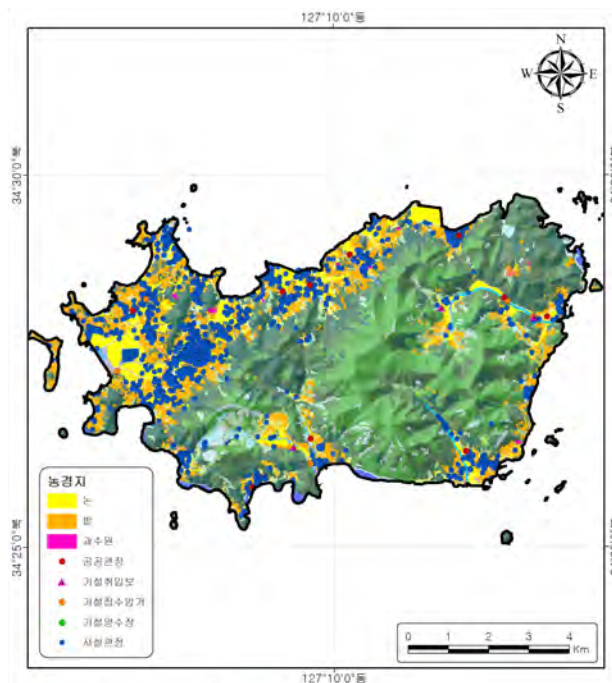 127°10'0"동
N
W E
S
34°30'0"북
농경지
논
밭
과수원
공공관정
기설취입보
기설집수암거
기설양수장
사설관정
34°25'0"북
0 1 2 3 4
Km
127°10'0"동